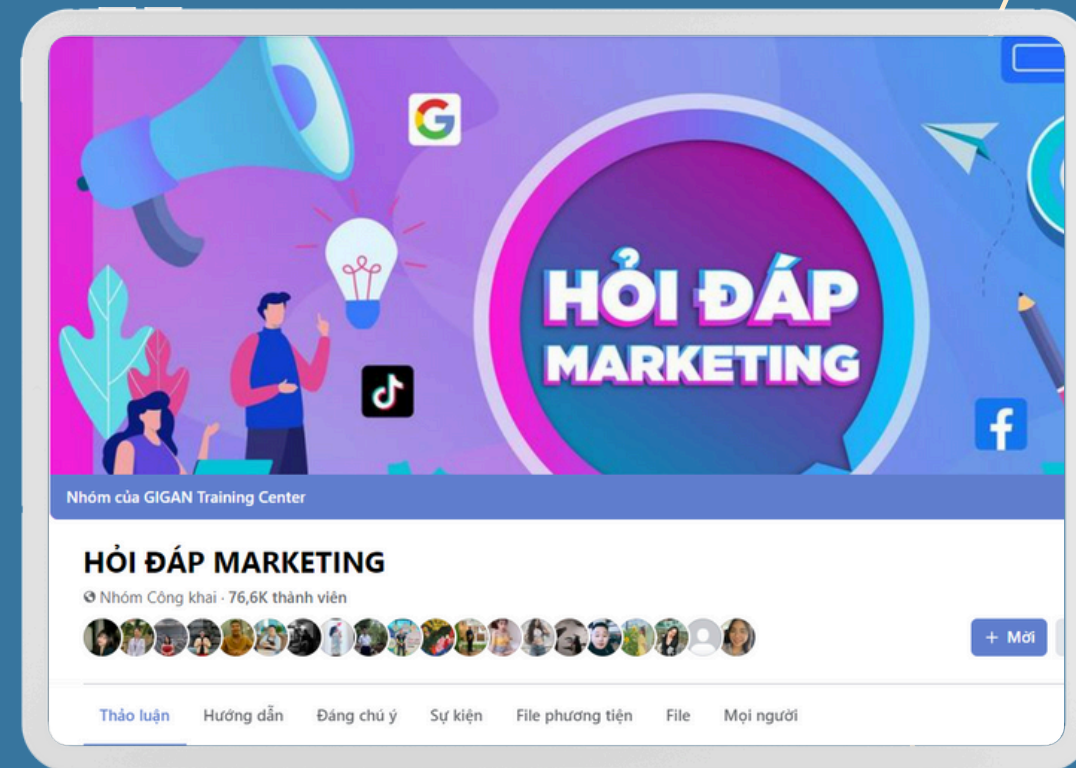 HỎI ĐÁP
MARKETING
Nhóm của GIGAN Training Center
HỎI ĐÁP MARKETING
Nhóm Công khai · 76,6K thành viên
+ Mời
Thảo luận Hướng dẫn Đáng chú ý Sự kiện File phương tiện File Mọi người